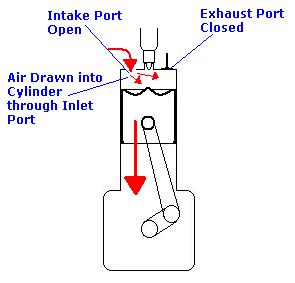 Intake Port
Open
Exhaust Port
Closed
Air Drawn into
Cylinder
through Inlet
Port